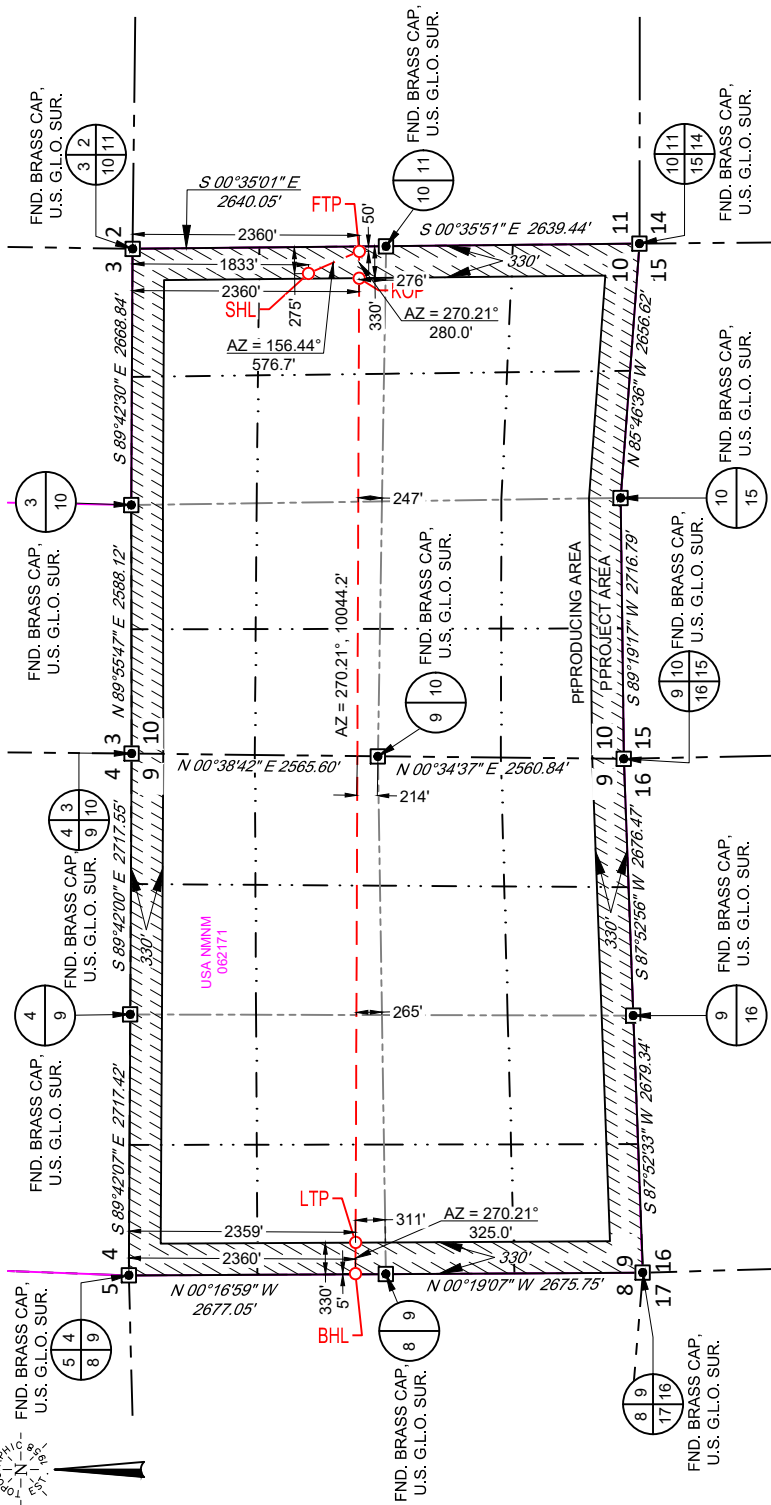 TOPOGRAPHIC
N
EST. 1958
FND. BRASS CAP,
U.S. G.L.O. SUR.
5 4
8 9
5 4
S 89°42'07" E 2717.42'
FND. BRASS CAP,
U.S. G.L.O. SUR.
4
9
S 89°42'00" E 2717.55'
330'
FND. BRASS CAP,
U.S. G.L.O. SUR.
4 3
9 10
4 3
9 10
N 89°55'47" E 2588.12'
FND. BRASS CAP,
U.S. G.L.O. SUR.
3
10
S 89°42'30" E 2668.84'
FND. BRASS CAP,
U.S. G.L.O. SUR.
3 2
10 11
3 2
S 00°35'01" E
2640.05'
2360'
1833'
2360'
SHL
275'
FTP
50'
276'
330'
AZ = 156.44°
576.7'
AZ = 270.21°
280.0'
FND. BRASS CAP,
U.S. G.L.O. SUR.
10 11
S 00°35'51" E 2639.44'
330'
10 11
15 14
FND. BRASS CAP,
U.S. G.L.O. SUR.
10 11
15 14
N 85°46'36" W 2656.62'
FND. BRASS CAP,
U.S. G.L.O. SUR.
10
15
247'
AZ = 270.21°, 10044.2'
FND. BRASS CAP,
U.S. G.L.O. SUR.
9 10
N 00°38'42" E 2565.60'
N 00°34'37" E 2560.84'
214'
PRODUCING AREA
PROJECT AREA
S 89°19'17" W 2716.79'
FND. BRASS CAP,
U.S. G.L.O. SUR.
9 10
16 15
9 10
16 15
USA NMNM
062171
265'
S 87°52'56" W 2676.47'
330'
FND. BRASS CAP,
U.S. G.L.O. SUR.
9
16
S 87°52'33" W 2679.34'
LTP
2359'
2360'
311'
AZ = 270.21°
325.0'
330'
5'
330'
N 00°16'59" W
2677.05'
N 00°19'07" W 2675.75'
BHL
FND. BRASS CAP,
U.S. G.L.O. SUR.
8 9
8 9
17 16
FND. BRASS CAP,
U.S. G.L.O. SUR.
8 9
17 16